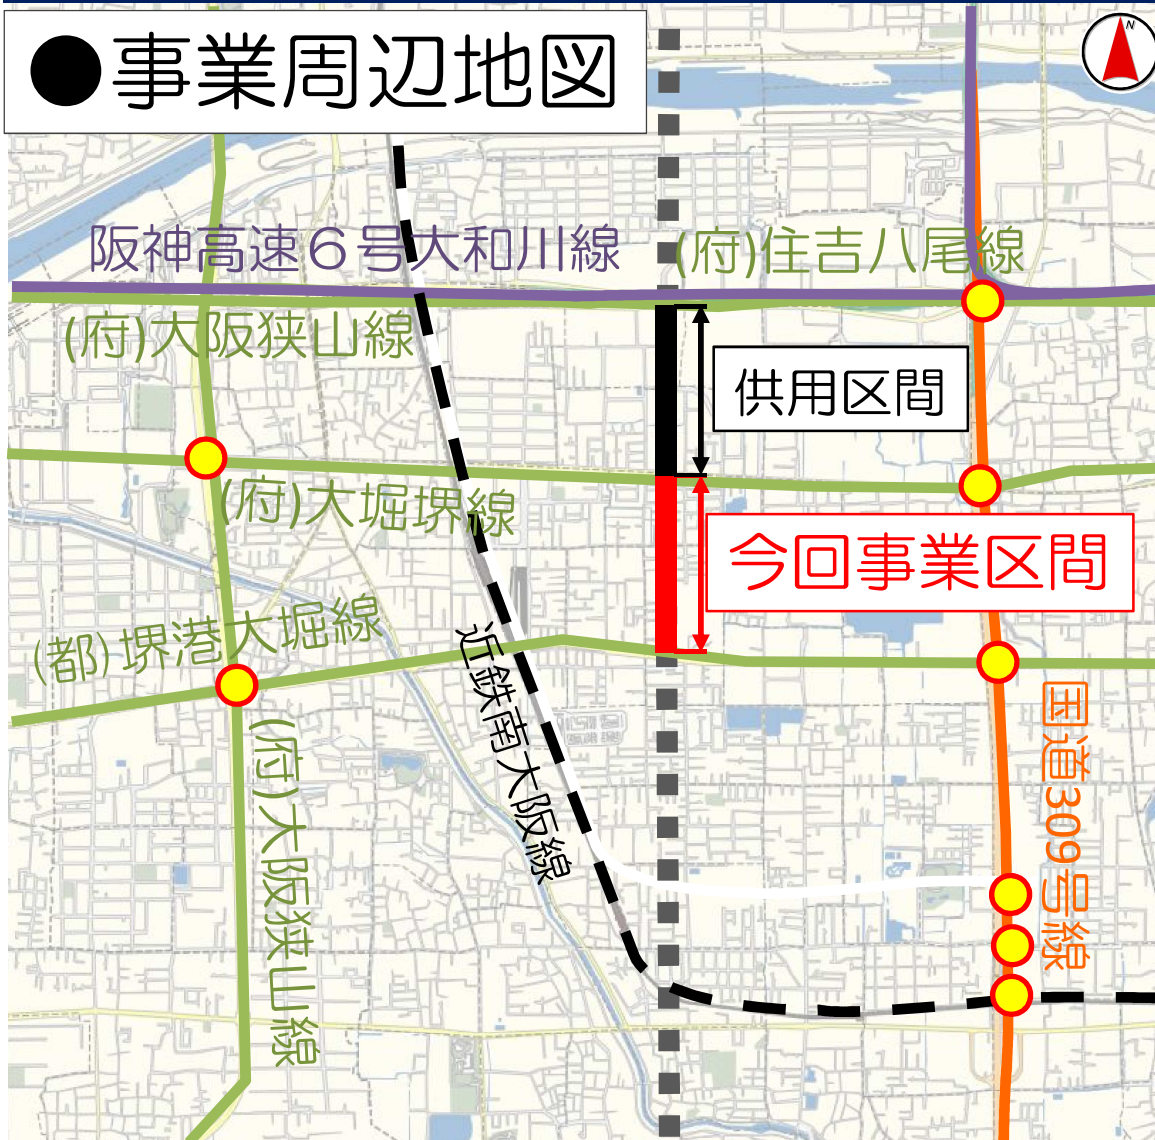 ●事業周辺地図
N
阪神高速6号大和川線
(府)住吉八尾線
(府)大阪狭山線
供用区間
(府)大堀堺線
今回事業区間
(都)堺港大堀線
近鉄南大阪線
国道309号線
(府)大阪狭山線